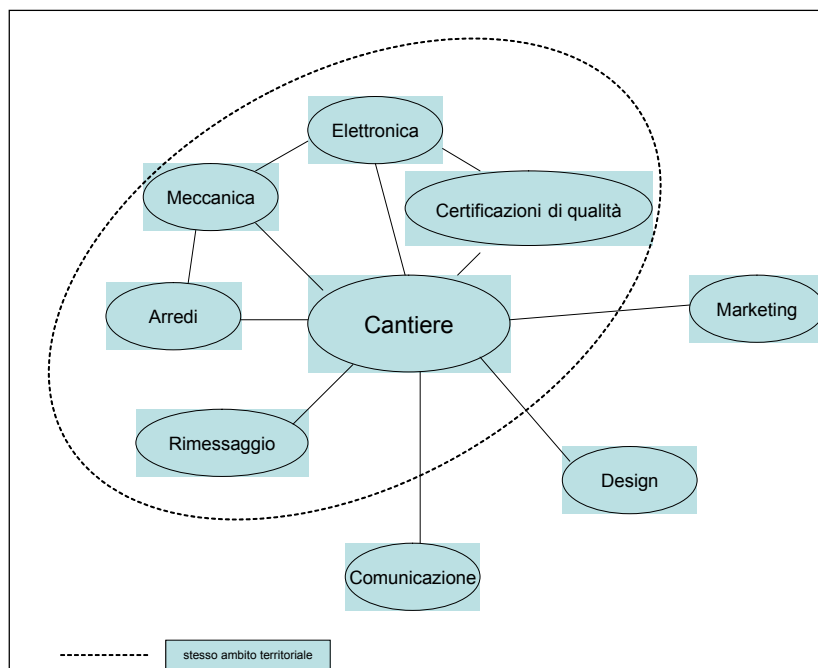 Elettronica
Meccanica
Certificazioni di qualità
Arredi
Cantiere
Marketing
Rimessaggio
Design
Comunicazione
stesso ambito territoriale